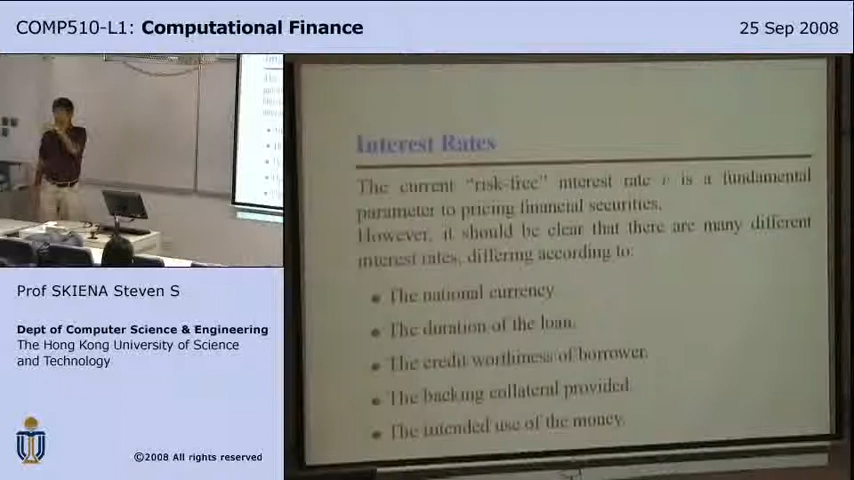 COMP510-L1: Computational Finance
25 Sep 2008
Interest Rates
The current "risk-free" interest rate r is a fundamental
parameter to pricing financial securities.
However, it should be clear that there are many different
interest rates, differing according to:
• The national currency.
• The duration of the loan.
• The credit worthiness of borrower.
• The backing collateral provided.
• The intended use of the money.
Prof SKIENA Steven S
Dept of Computer Science & Engineering
The Hong Kong University of Science
and Technology
©2008 All rights reserved